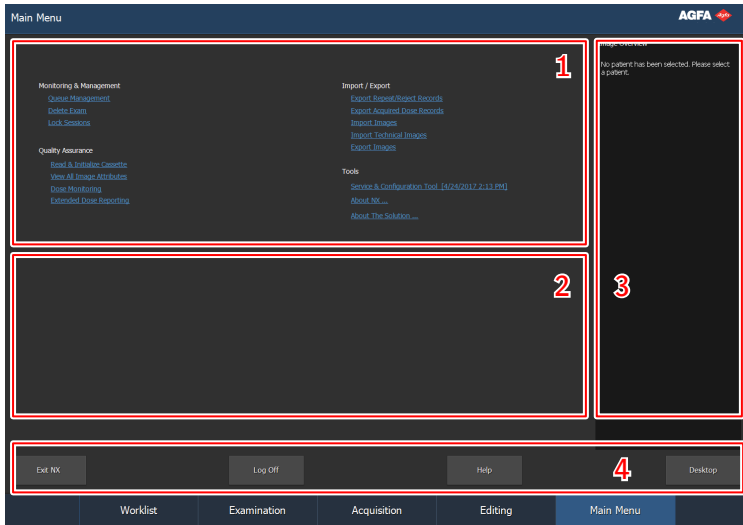 Main Menu
AGFA
1
Image Overview
No patient has been selected. Please select
a patient.
Monitoring & Management
Queue Management
Delete Exam
Lock Sessions
Quality Assurance
Read & Initialize Cassette
View All Image Attributes
Dose Monitoring
Extended Dose Reporting
Import / Export
Export Repeat/Reject Records
Export Acquired Dose Records
Import Images
Import Technical Images
Export Images
Tools
Service & Configuration Tool [4/24/2017 2:13 PM]
About NX ...
About The Solution ...
2
3
Exit NX
Log Off
Help
4
Desktop
Worklist
Examination
Acquisition
Editing
Main Menu